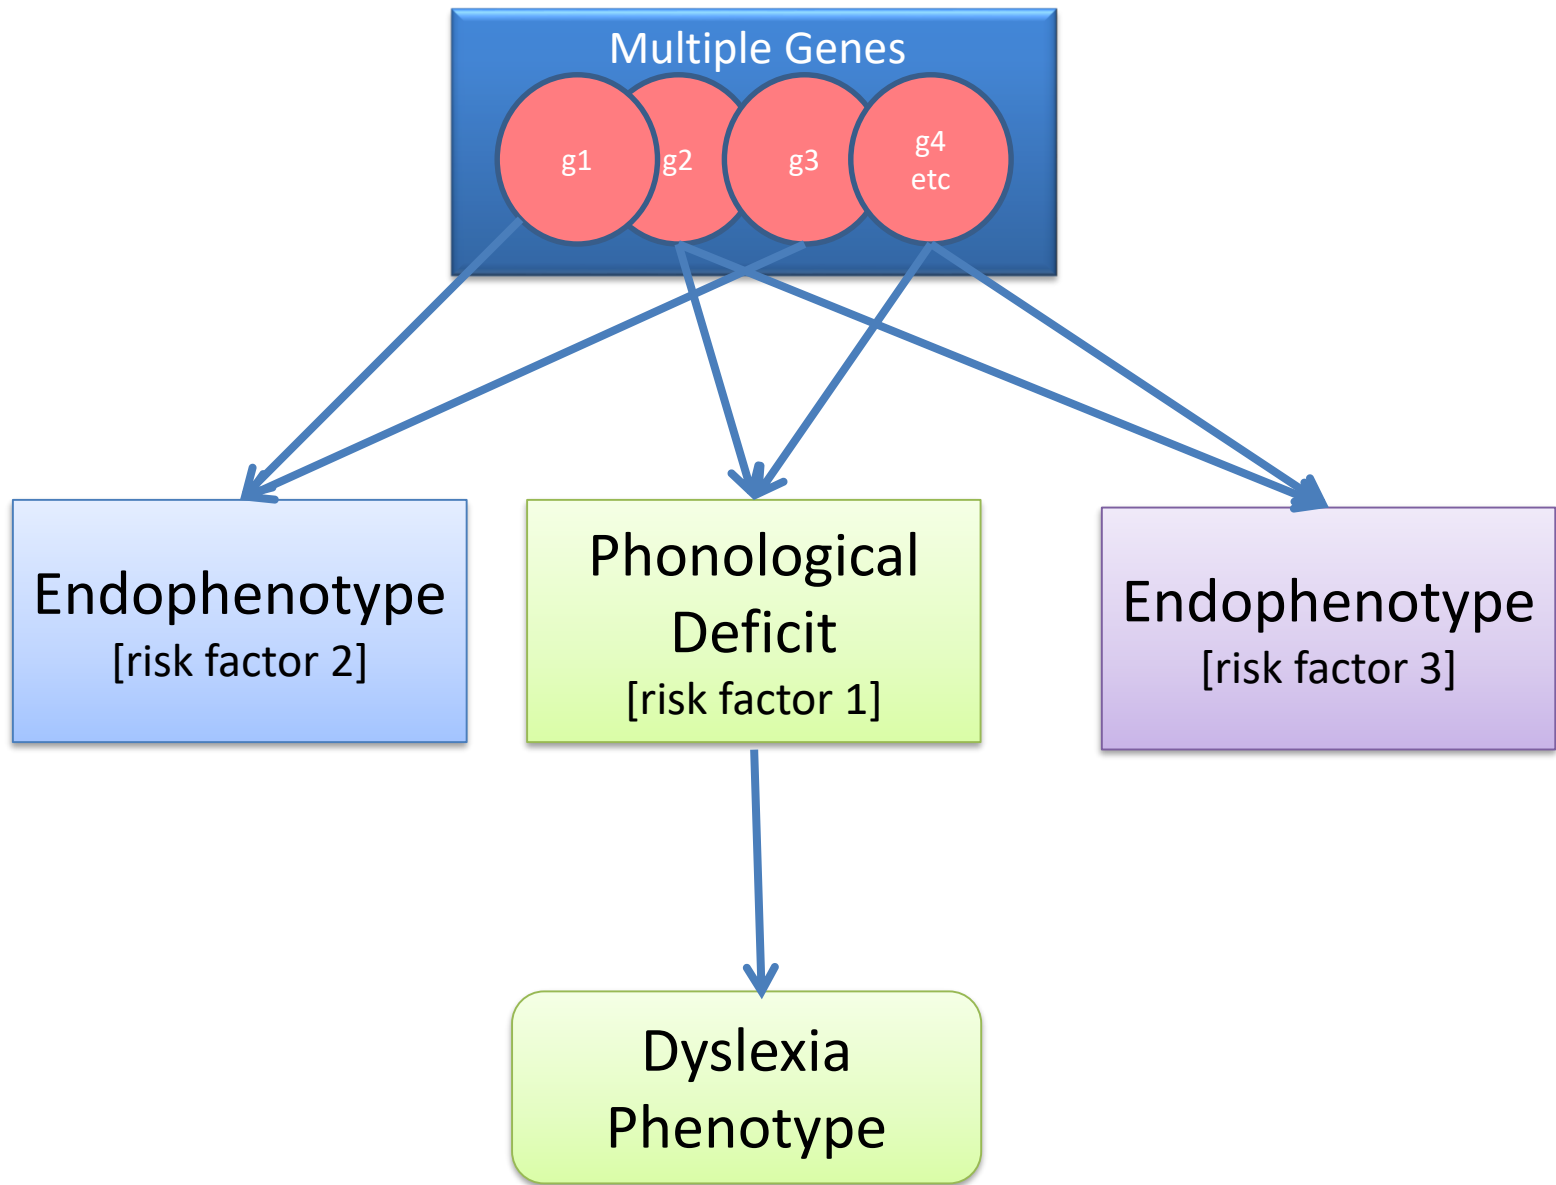 Multiple Genes
g1
g2
g3
g4
etc
Endophenotype
[risk factor 2]
Phonological
Deficit
[risk factor 1]
Endophenotype
[risk factor 3]
Dyslexia
Phenotype